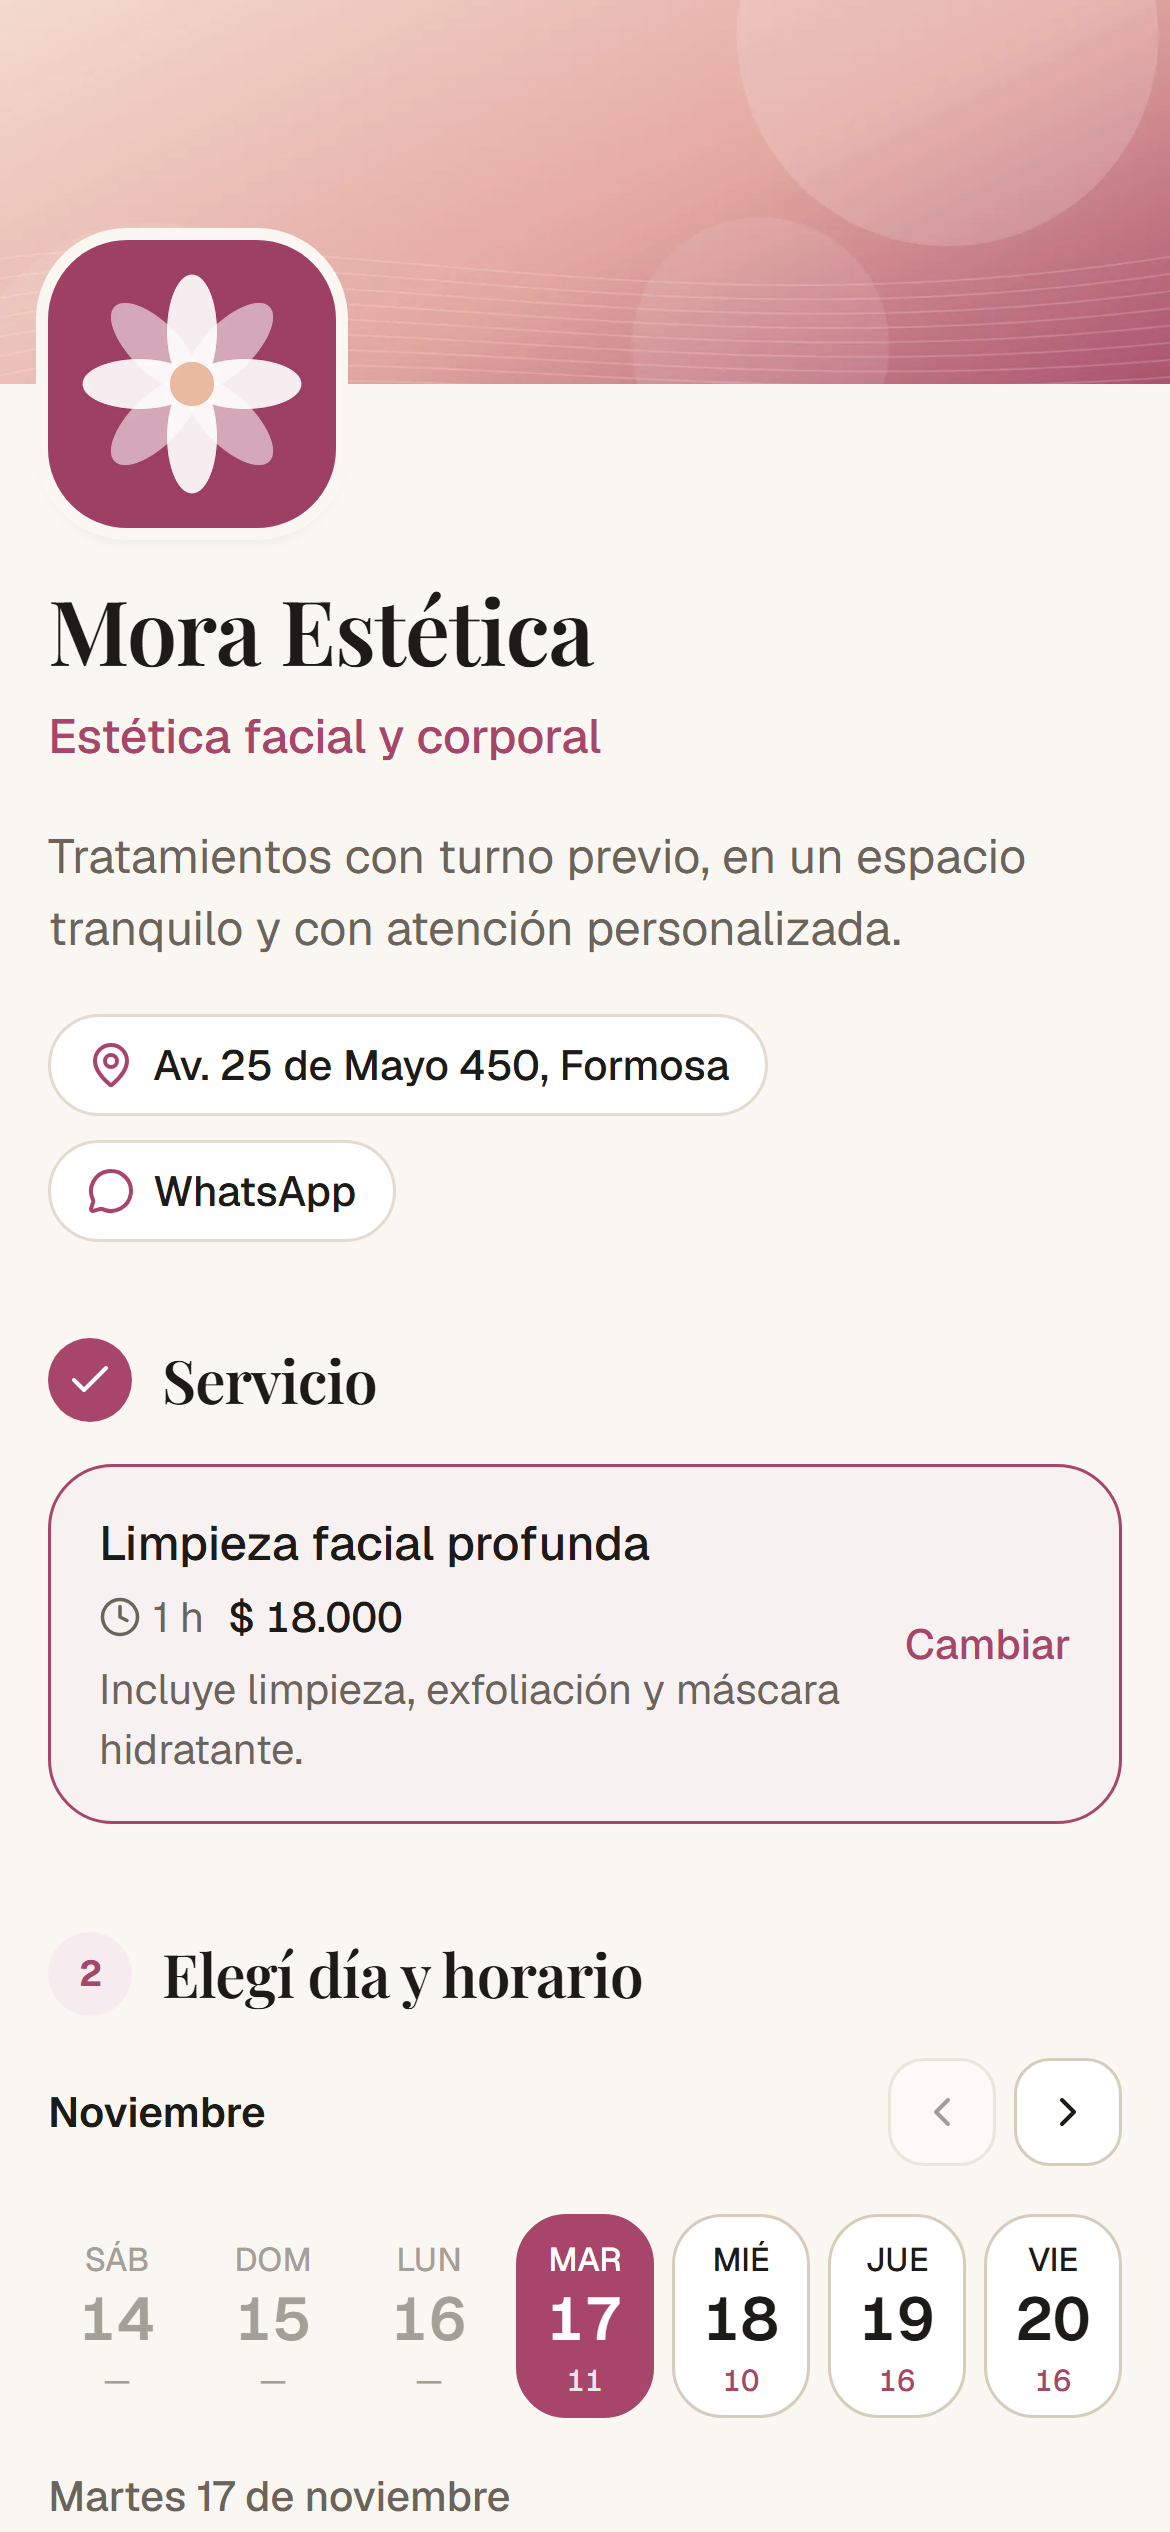 Mora Estética
Estética facial y corporal
Tratamientos con turno previo, en un espacio
tranquilo y con atención personalizada.
Av. 25 de Mayo 450, Formosa
WhatsApp
Servicio
Limpieza facial profunda
1 h $ 18.000
Cambiar
Incluye limpieza, exfoliación y máscara
hidratante.
2 Elegí día y horario
Noviembre
SÁB DOM LUN MAR MIÉ JUE VIE
14 15 16 17 18 19 20
— — — 11 10 16 16
Martes 17 de noviembre